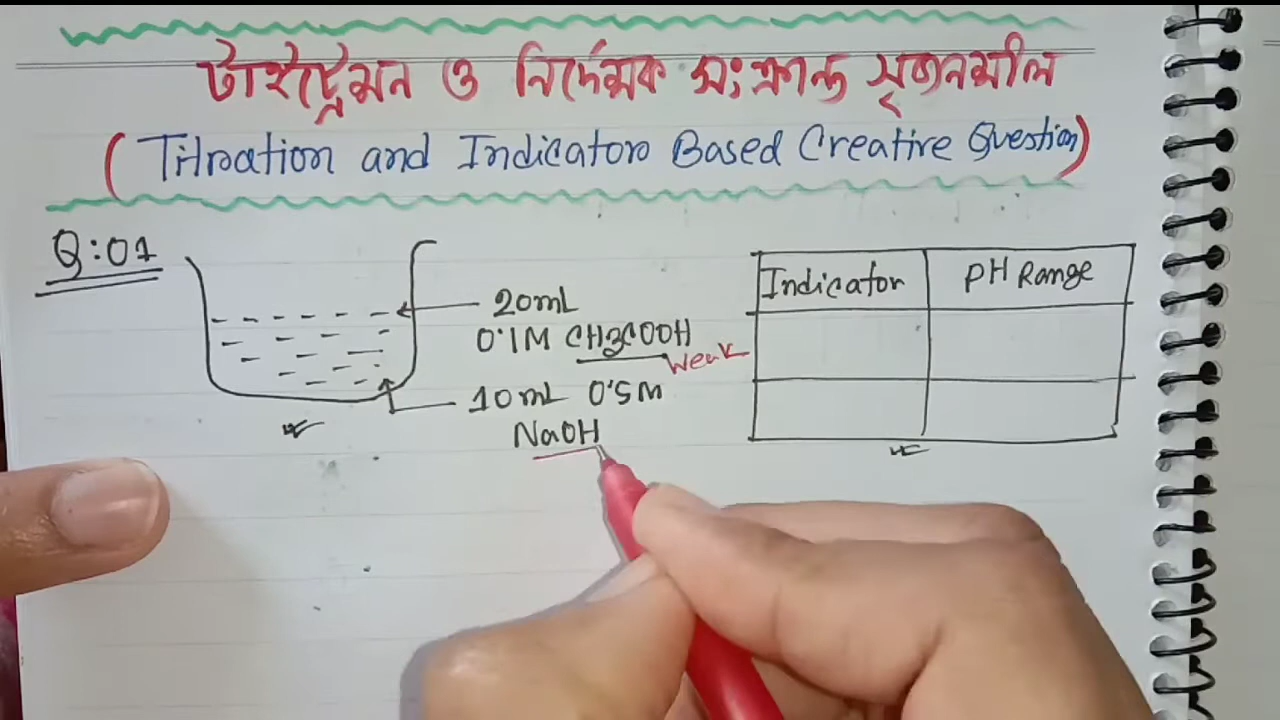 টাইট্রেশন ও নির্দেশক সংক্রান্ত সৃজনশীল
(Titration and Indicator Based Creative Question)
Q:01
20mL
0.1M CH3COOH
Weak
10mL 0.5M
NaOH
Indicator PH Range